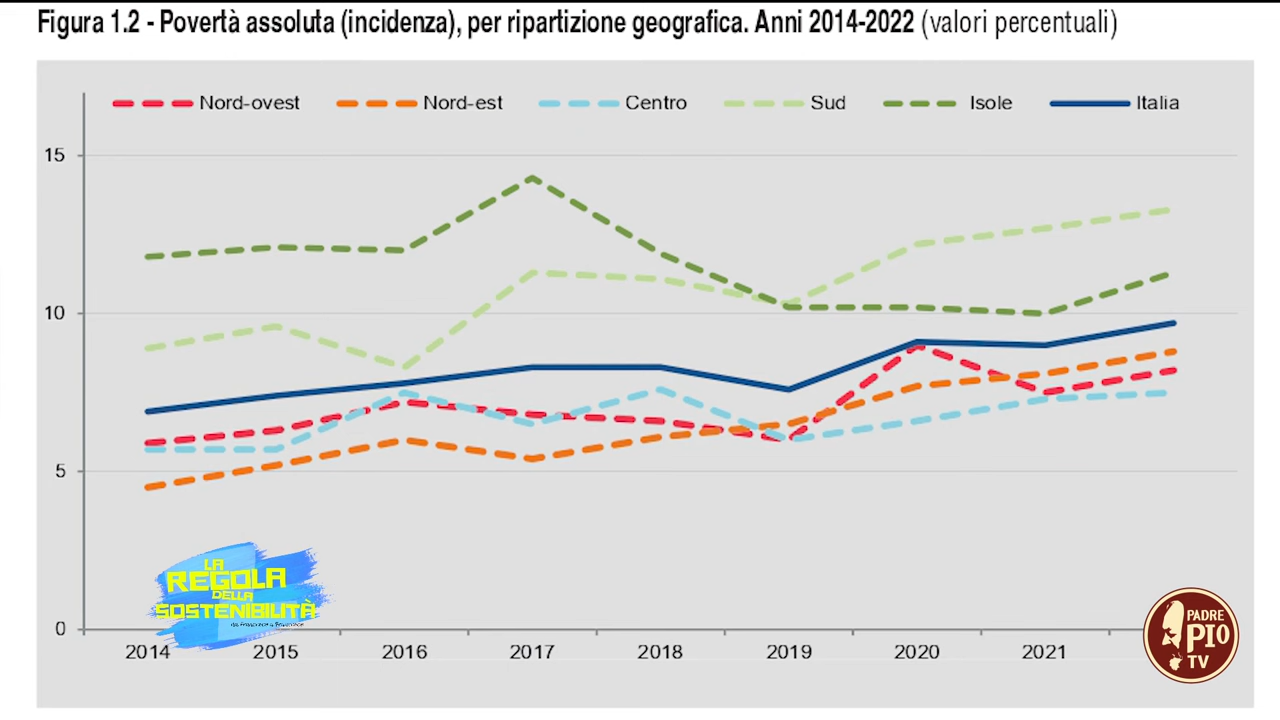 Figura 1.2 - Povertà assoluta (incidenza), per ripartizione geografica. Anni 2014-2022 (valori percentuali)
Nord-ovest Nord-est Centro Sud Isole Italia
15
10
5
0
2014 2015 2016 2017 2018 2019 2020 2021
LA
REGOLA
DELLA
SOSTENIBILITÀ
PADRE
PIO
TV